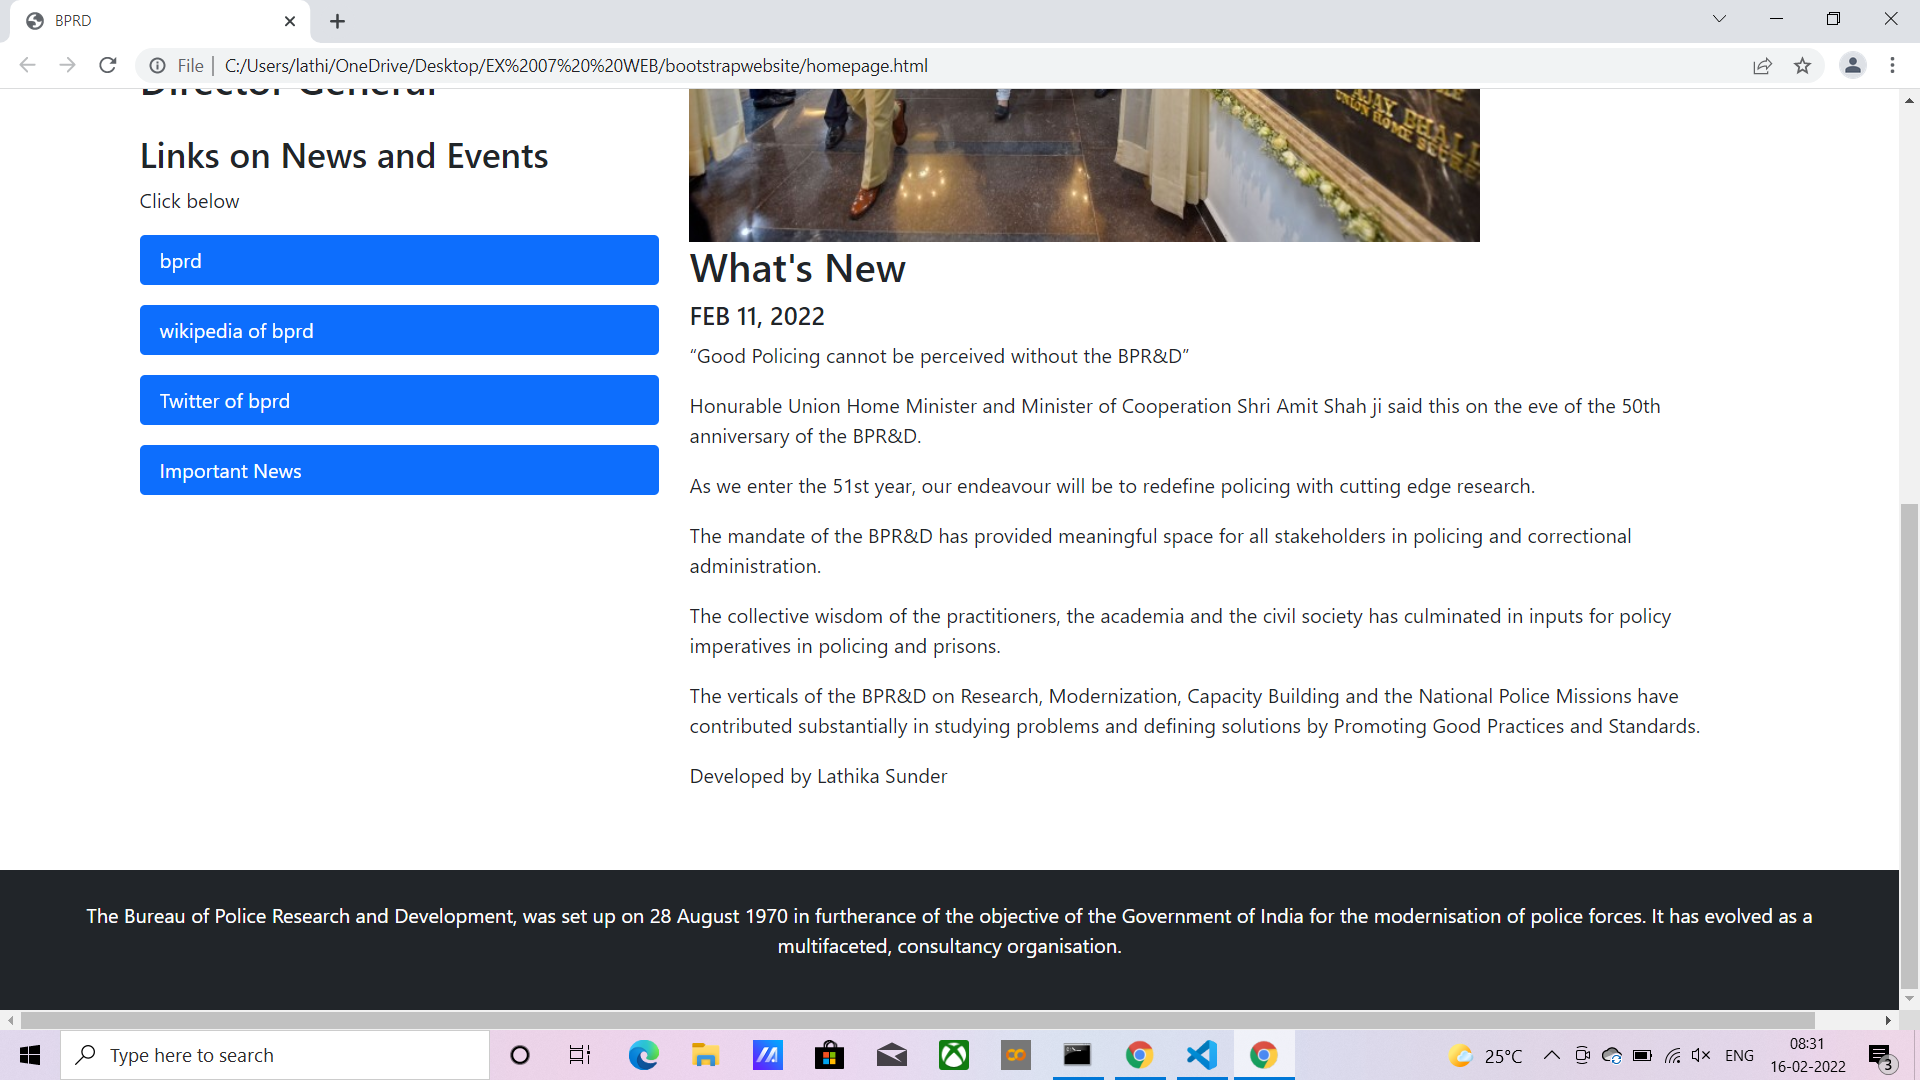 BPRD
File
C:/Users/lathi/OneDrive/Desktop/EX%2007%20%20WEB/bootstrapwebsite/homepage.html
Director General
Links on News and Events
Click below
bprd
wikipedia of bprd
Twitter of bprd
Important News
AJAY BHALL
UNION HOME SECR
What's New
FEB 11, 2022
“Good Policing cannot be perceived without the BPR&D”
Honurable Union Home Minister and Minister of Cooperation Shri Amit Shah ji said this on the eve of the 50th
anniversary of the BPR&D.
As we enter the 51st year, our endeavour will be to redefine policing with cutting edge research.
The mandate of the BPR&D has provided meaningful space for all stakeholders in policing and correctional
administration.
The collective wisdom of the practitioners, the academia and the civil society has culminated in inputs for policy
imperatives in policing and prisons.
The verticals of the BPR&D on Research, Modernization, Capacity Building and the National Police Missions have
contributed substantially in studying problems and defining solutions by Promoting Good Practices and Standards.
Developed by Lathika Sunder
The Bureau of Police Research and Development, was set up on 28 August 1970 in furtherance of the objective of the Government of India for the modernisation of police forces. It has evolved as a
multifaceted, consultancy organisation.
Type here to search
25°C
ENG
08:31
16-02-2022
3